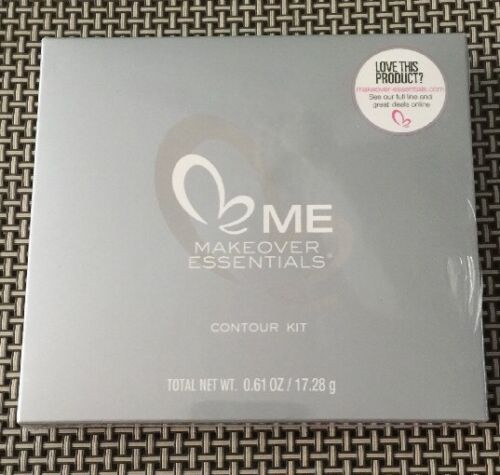 LOVE THIS
PRODUCT?
makeover-essentials.com
See our full line and
great deals online
ME
MAKEOVER
ESSENTIALS®
CONTOUR KIT
TOTAL NET WT. 0.61 OZ / 17.28 g